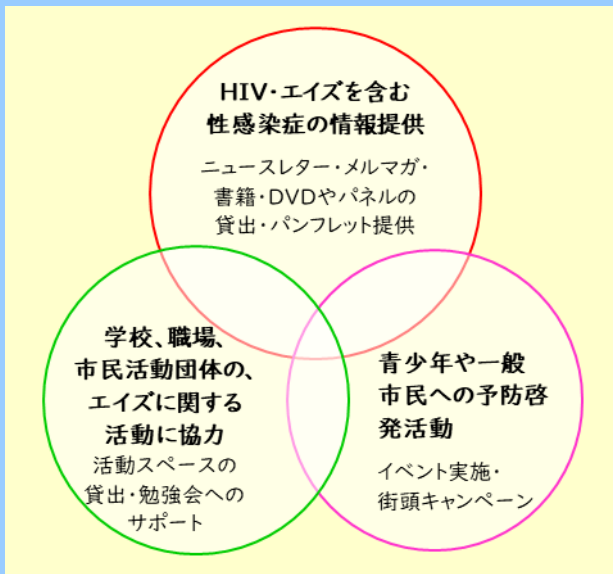 HIV・エイズを含む
性感染症の情報提供
ニュースレター・メルマガ・
書籍・DVDやパネルの
貸出・パンフレット提供
学校、職場、
市民活動団体の、
エイズに関する
活動に協力
活動スペースの
貸出・勉強会への
サポート
青少年や一般
市民への予防啓
発活動
イベント実施・
街頭キャンペーン